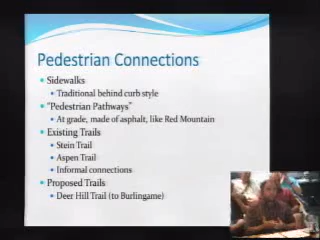 Pedestrian Connections
Sidewalks
Traditional behind curb style
"Pedestrian Pathways"
At grade, made of asphalt, like Red Mountain
Existing Trails
Stein Trail
Aspen Trail
Informal connections
Proposed Trails
Deer Hill Trail (to Burlingame)